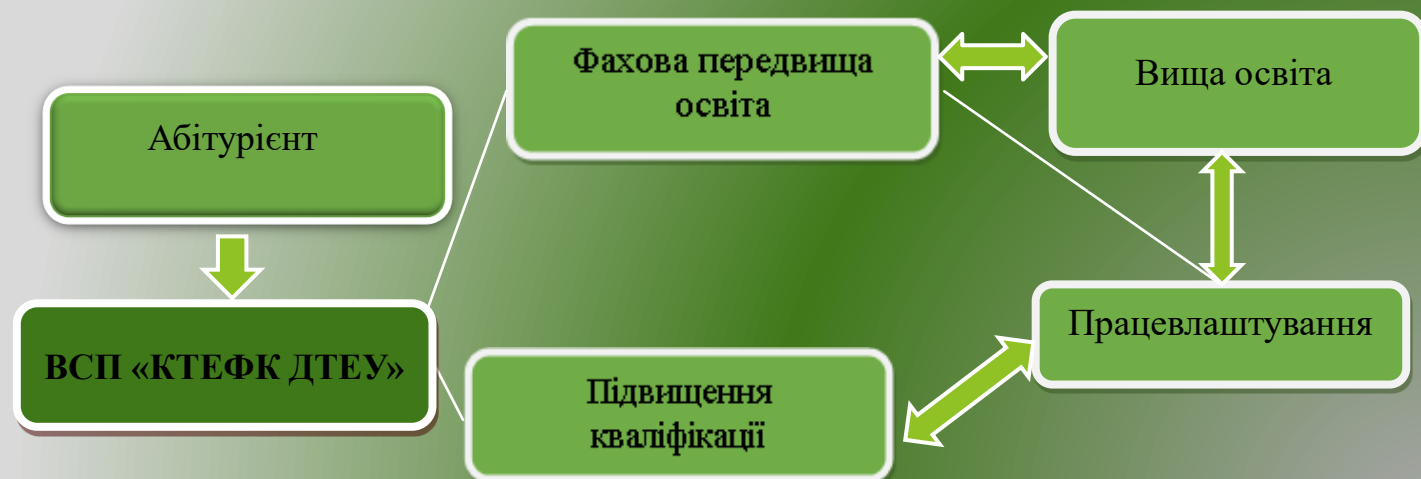 Фахова передвища
освіта
Вища освіта
Абітурієнт
Працевлаштування
ВСП «КТЕФК ДТЕУ»
Підвищення
кваліфікації